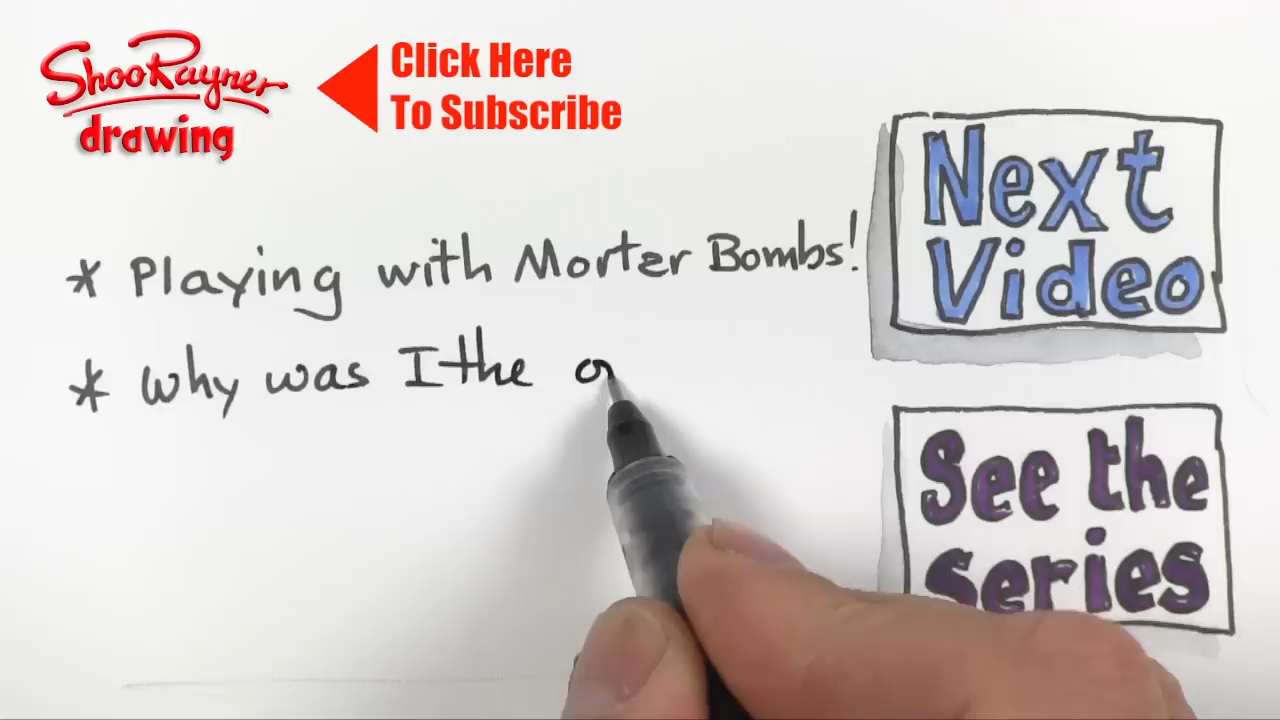 ShooRayner
drawing
Click Here
To Subscribe
Next
Video
* Playing with Morter Bombs!
* Why was I the o
See the
series